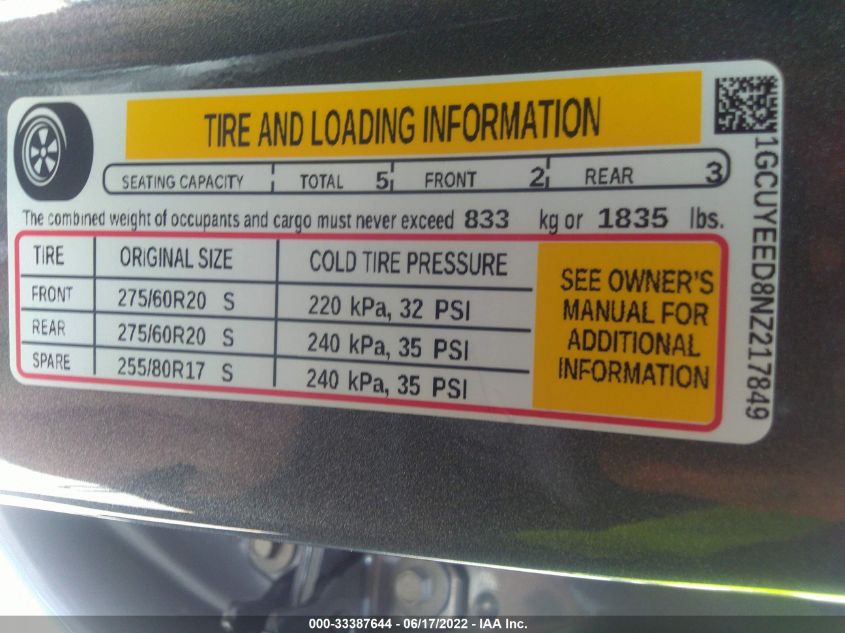 TIRE AND LOADING INFORMATION
SEATING CAPACITY TOTAL 5 FRONT 2 REAR 3
The combined weight of occupants and cargo must never exceed 833 kg or 1835 lbs.
TIRE ORIGINAL SIZE COLD TIRE PRESSURE
FRONT 275/60R20 S 220 kPa, 32 PSI
REAR 275/60R20 S 240 kPa, 35 PSI
SPARE 255/80R17 S 240 kPa, 35 PSI
SEE OWNER'S
MANUAL FOR
ADDITIONAL
INFORMATION
1GCUYEED8NZ217849
000-33387644 / 06/17/2022 - IAA Inc.